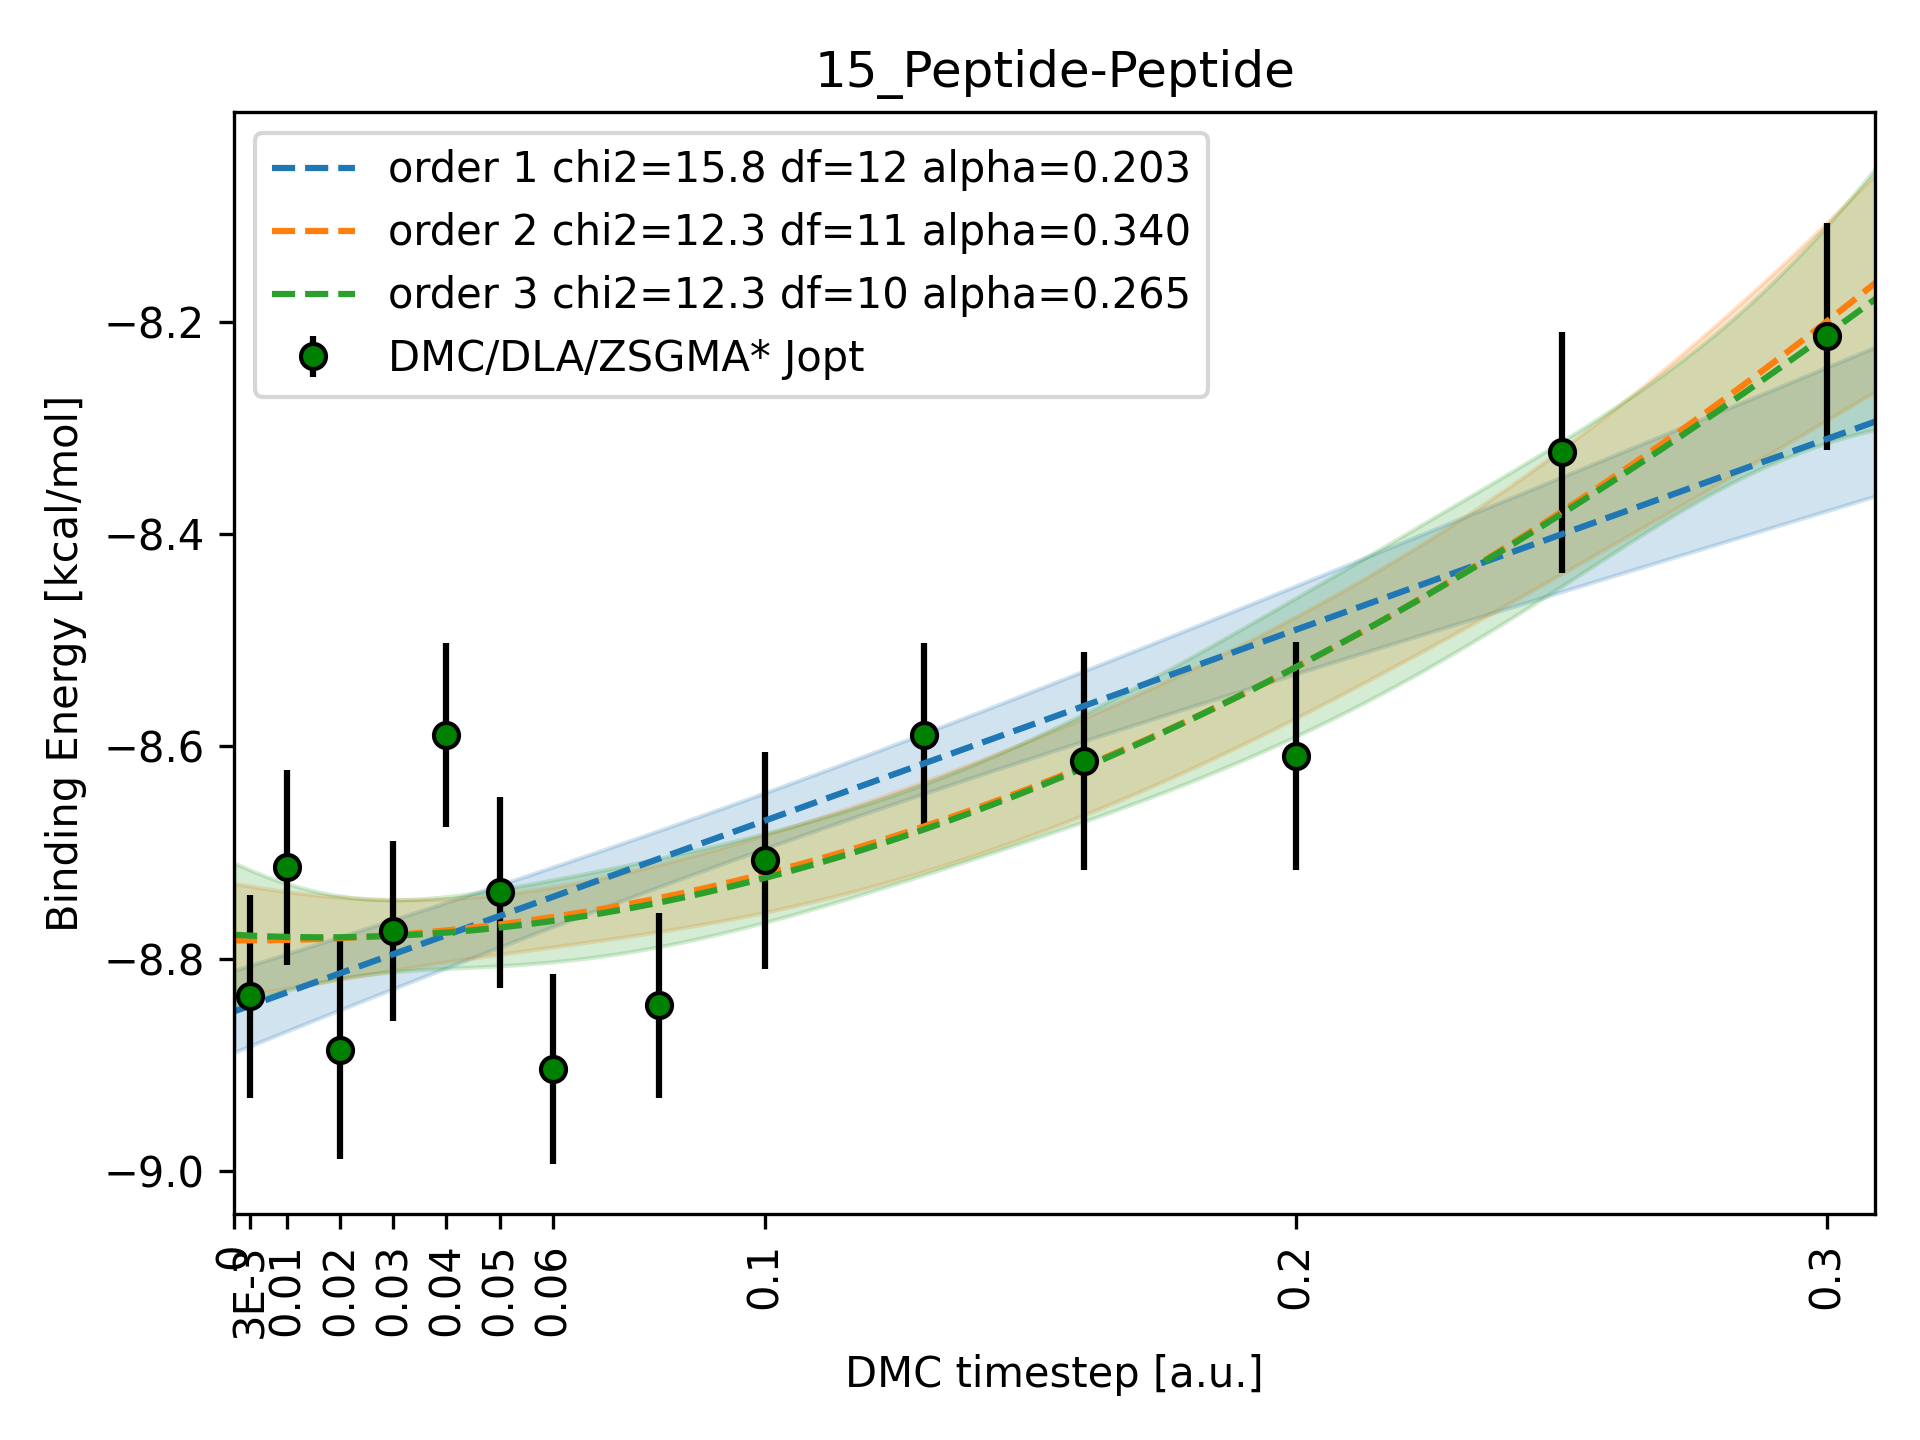 15_Peptide-Peptide
order 1 chi2=15.8 df=12 alpha=0.203
order 2 chi2=12.3 df=11 alpha=0.340
order 3 chi2=12.3 df=10 alpha=0.265
DMC/DLA/ZSGMA* Jopt
Binding Energy [kcal/mol]
−8.2
−8.4
−8.6
−8.8
−9.0
0
3E-3
0.01
0.02
0.03
0.04
0.05
0.06
0.1
0.2
0.3
DMC timestep [a.u.]